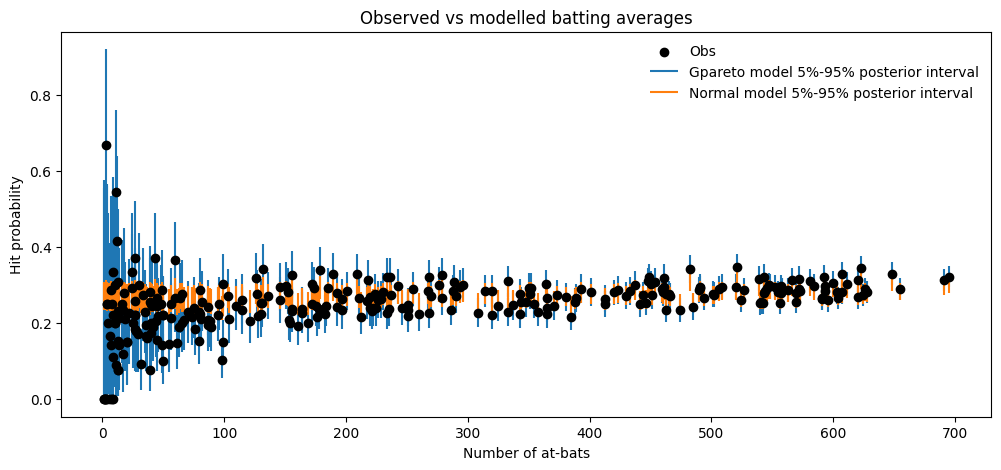 Observed vs modelled batting averages
Obs
Gpareto model 5%-95% posterior interval
Normal model 5%-95% posterior interval
Hit probability
0.8
0.6
0.4
0.2
0.0
0 100 200 300 400 500 600 700
Number of at-bats